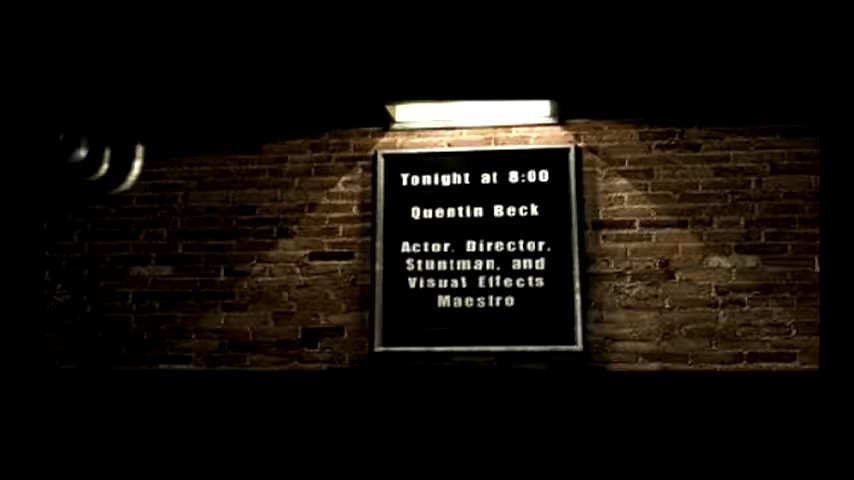 Tonight at 8:00
Quentin Beck
Actor, Director,
Stuntman, and
Visual Effects
Maestro